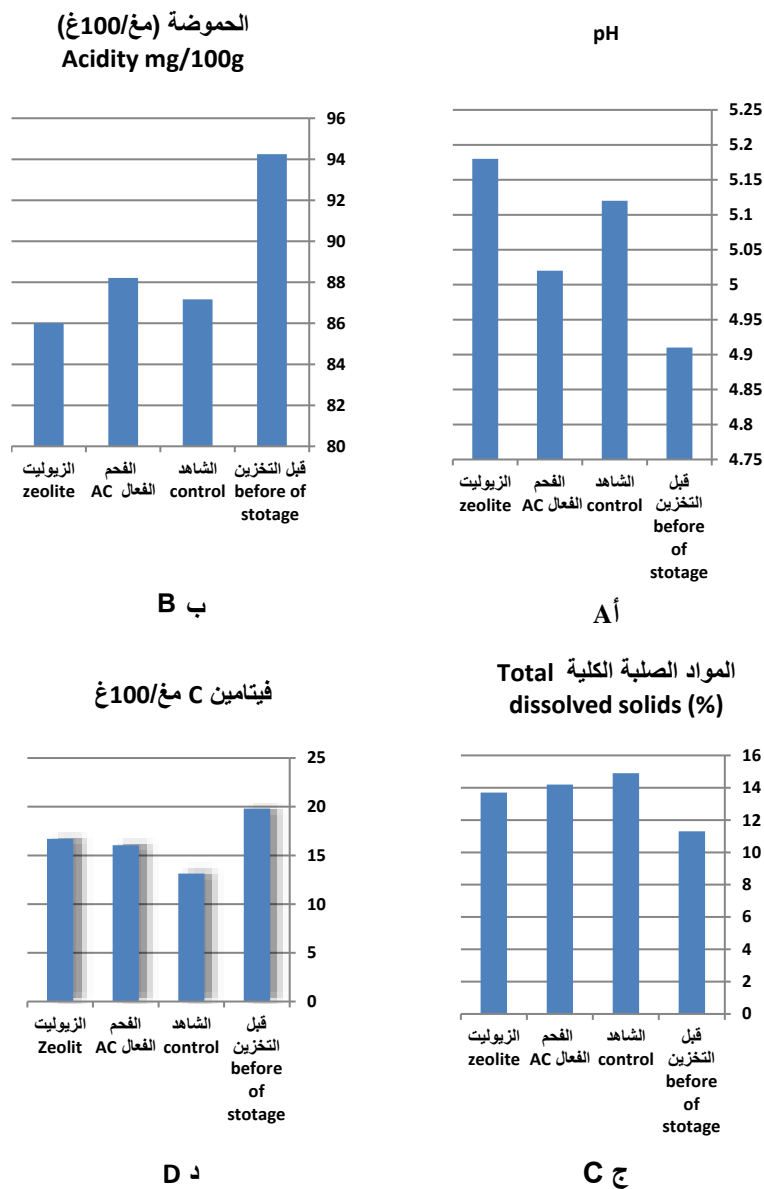 pH
5.25
5.2
5.15
5.1
5.05
5
4.95
4.9
4.85
4.8
4.75
قبل التخزين before of stotage
الشاهد control
الفحم الفعال AC
الزيوليت zeolite
أA
الحموضة (مغ/100غ)
Acidity mg/100g
96
94
92
90
88
86
84
82
80
قبل التخزين before of stotage
الشاهد control
الفحم الفعال AC
الزيوليت zeolite
ب B
المواد الصلبة الكلية Total
dissolved solids (%)
16
14
12
10
8
6
4
2
0
قبل التخزين before of stotage
الشاهد control
الفحم الفعال AC
الزيوليت zeolite
ج C
فيتامين C مغ/100غ
25
20
15
10
5
0
قبل التخزين before of stotage
الشاهد control
الفحم الفعال AC
الزيوليت Zeolit
د D